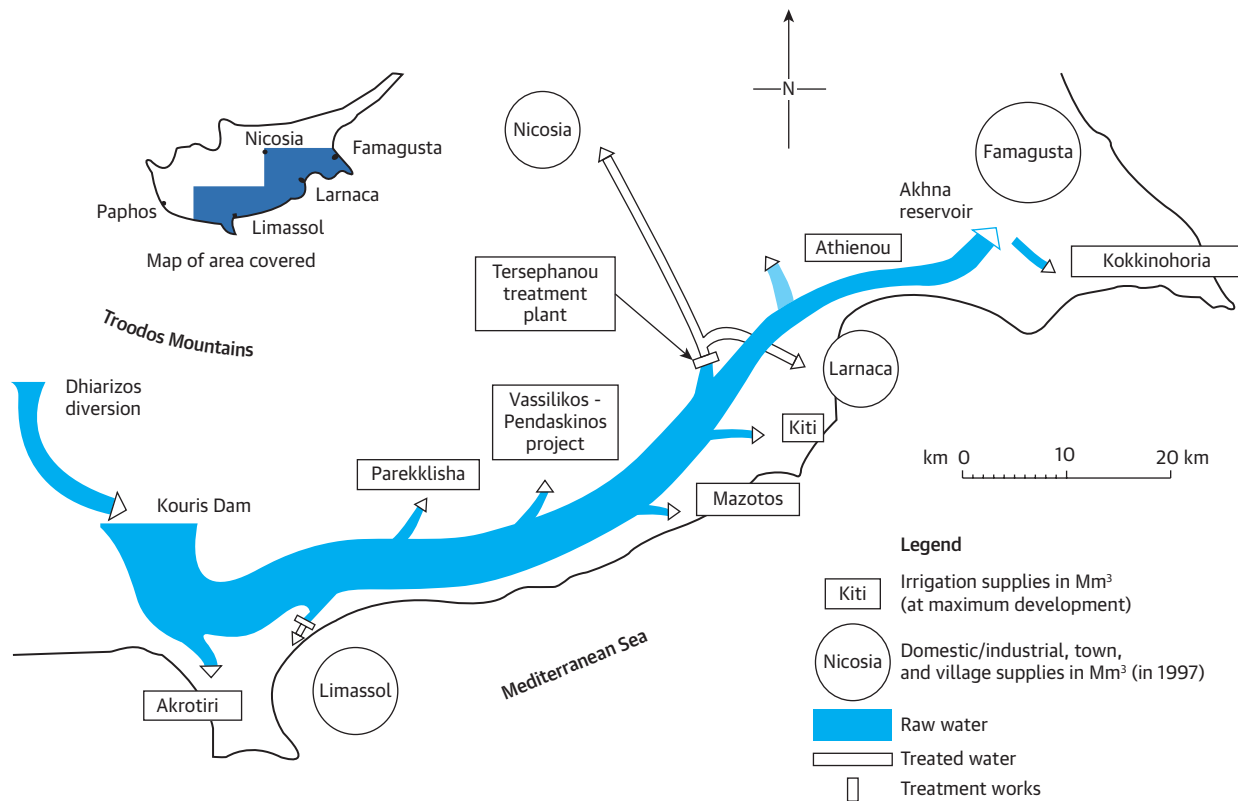 Nicosia
Famagusta
Larnaca
Paphos
Limassol
Map of area covered
N
Nicosia
Famagusta
Akhna
reservoir
Athienou
Kokkinohoria
Tersephanou
treatment
plant
Troodos Mountains
Larnaca
Dhiarizos
diversion
Vassilikos -
Pendaskinos
project
Kiti
km 0 10 20 km
Parekklisha
Mazotos
Kouris Dam
Mediterranean Sea
Akrotiri
Limassol
Legend
Kiti
Irrigation supplies in Mm³
(at maximum development)
Nicosia
Domestic/industrial, town,
and village supplies in Mm³ (in 1997)
Raw water
Treated water
Treatment works